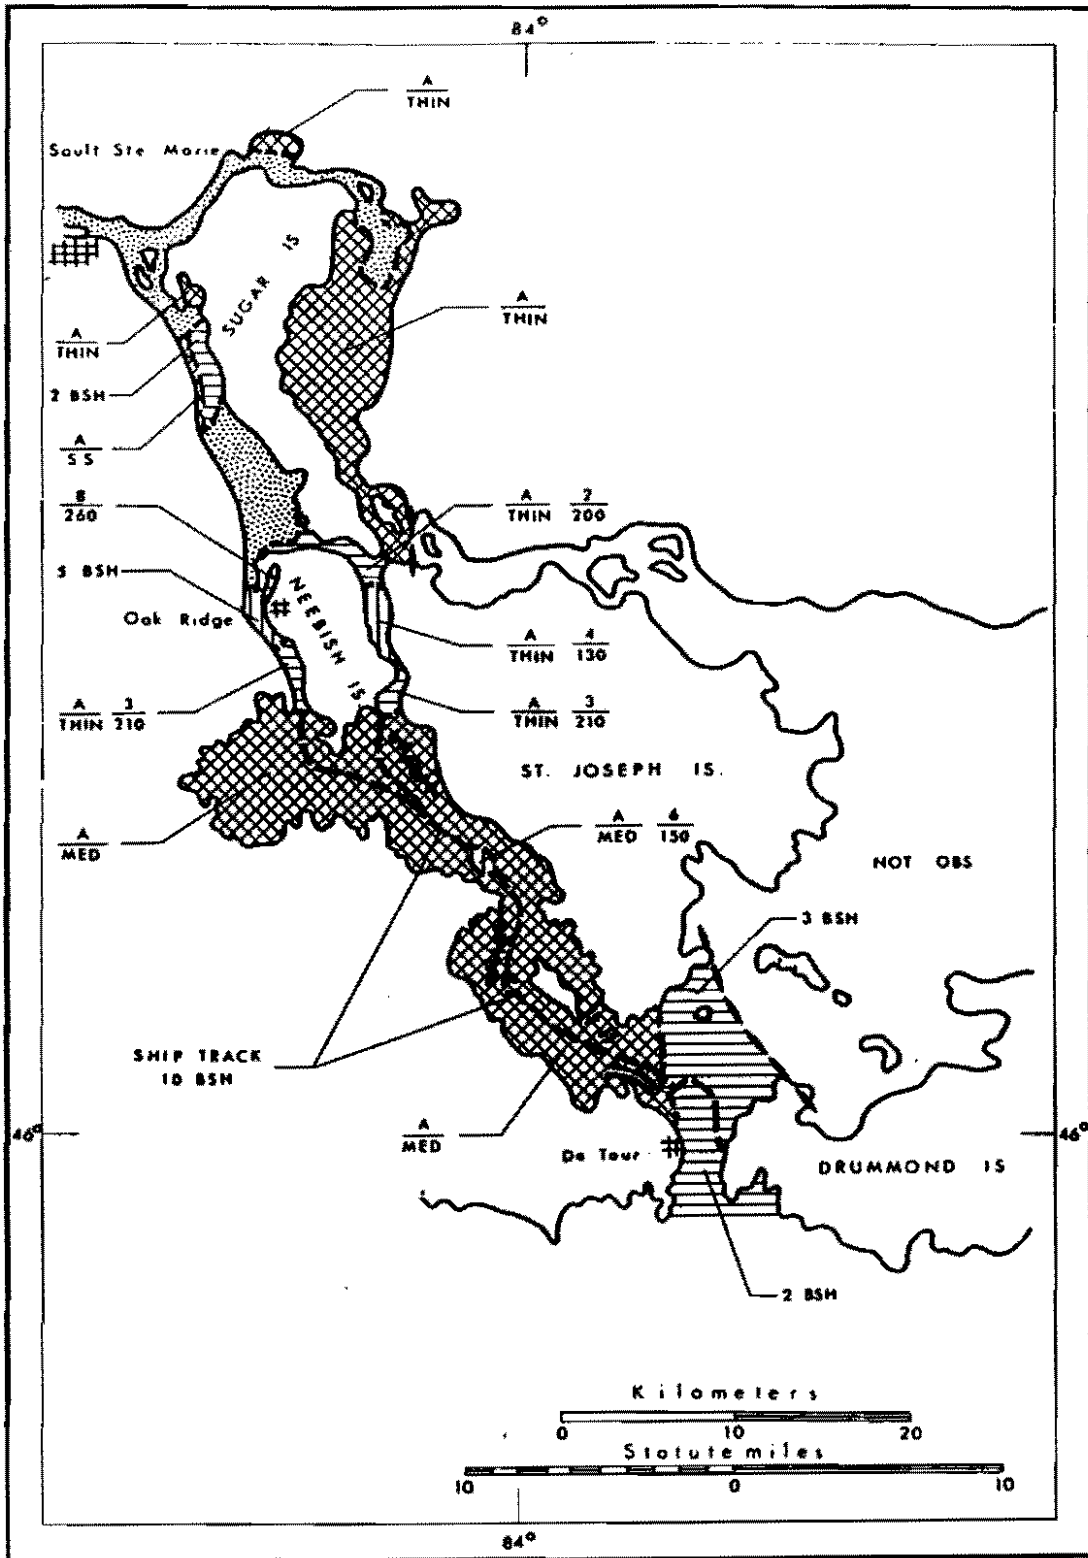 84°
A
THIN
Sault Ste Marie
SUGAR IS
A
THIN
A
THIN
2 BSH
A
SS
8
260
A 2
THIN 200
5 BSH
NEEBISH IS.
Oak Ridge
A 4
THIN 130
A 3
THIN 210
A 3
THIN 210
ST. JOSEPH IS.
A 6
MED 150
A
MED
NOT OBS
3 BSH
SHIP TRACK
10 BSH
A
MED
46°
46°
De Tour
DRUMMOND IS
2 BSH
Kilometers
0 10 20
Statute miles
10 0 10
84°